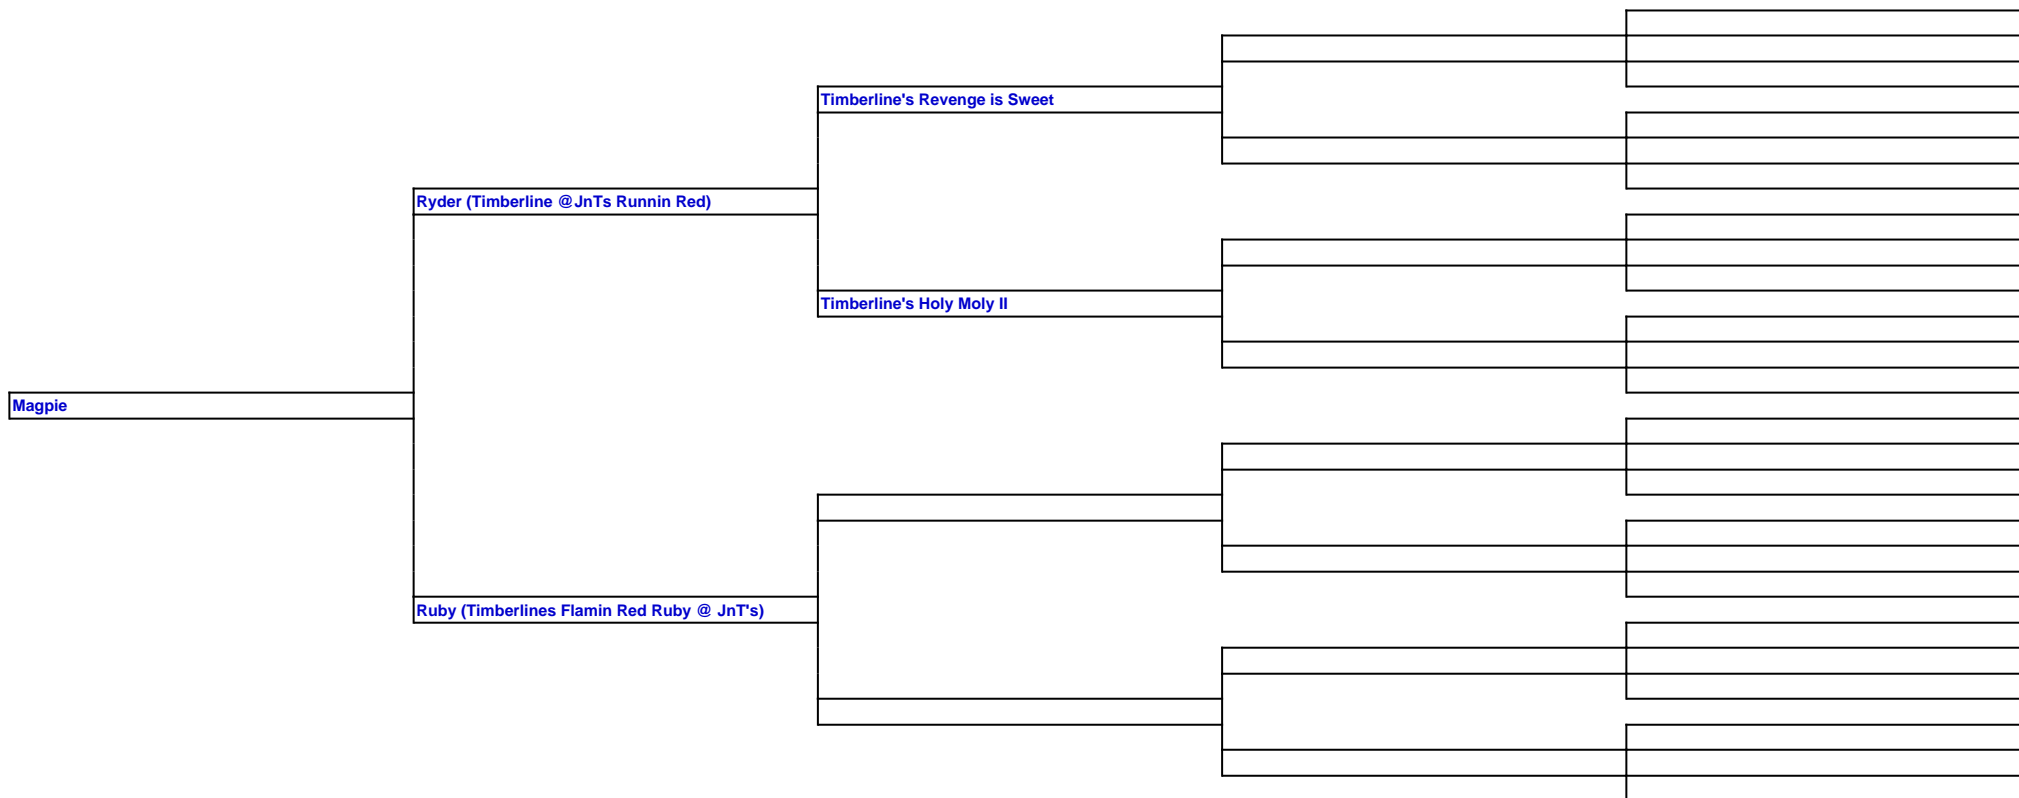 Timberline's Revenge is Sweet
Ryder (Timberline @JnTs Runnin Red)
Timberline's Holy Moly II
Magpie
Ruby (Timberlines Flamin Red Ruby @ JnT's)